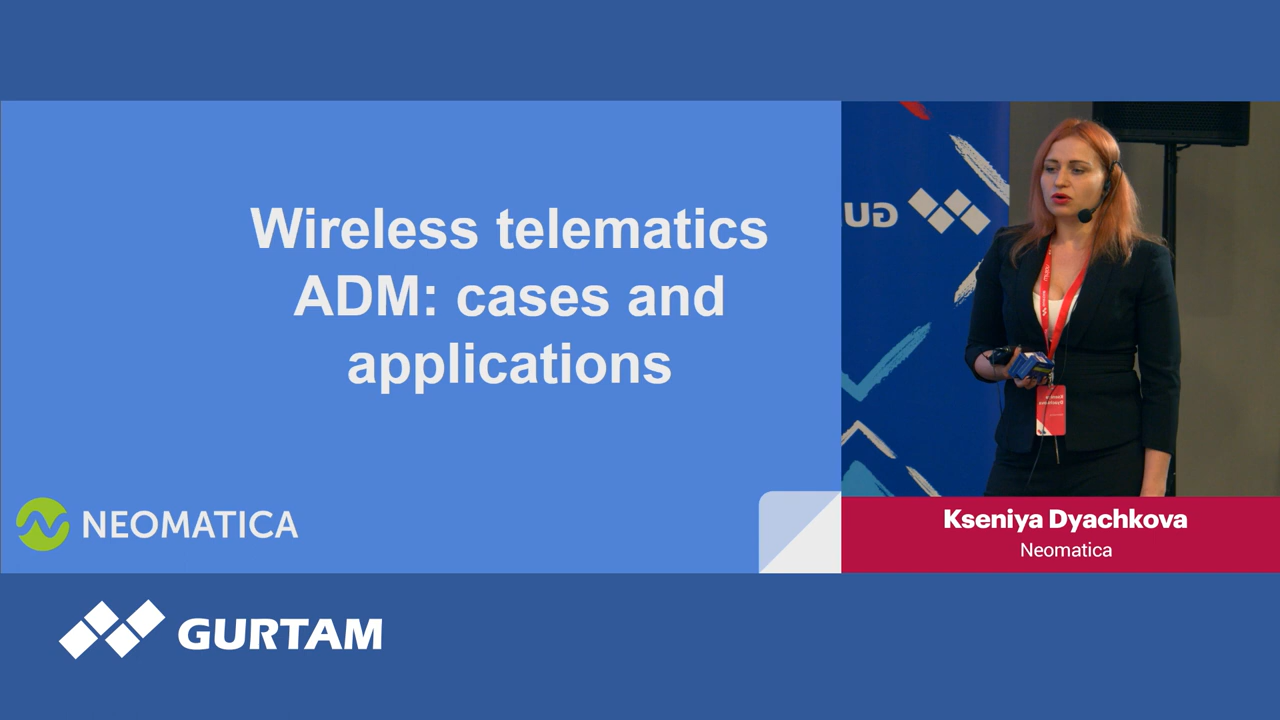 Wireless telematics
ADM: cases and
applications
NEOMATICA
Kseniya Dyachkova
Neomatica
GURTAM